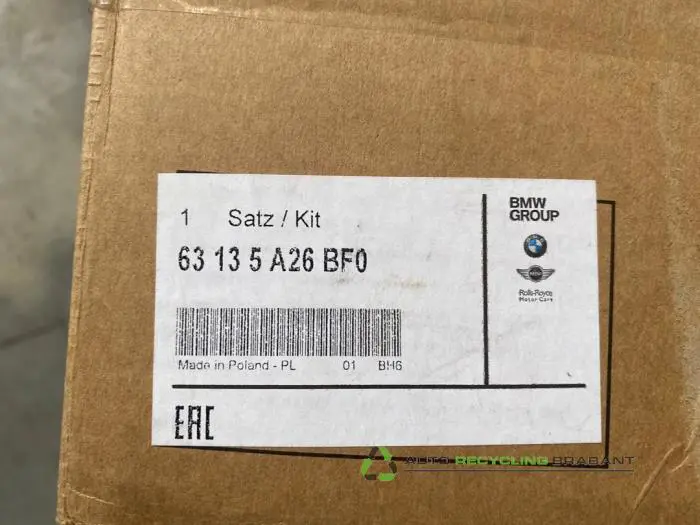 1 Satz / Kit
63 13 5 A26 BF0
Made in Poland - PL 01 BH6
EAC
BMW
GROUP
MINI
Rolls-Royce
Motor Cars
AUTO RECYCLING BRABANT